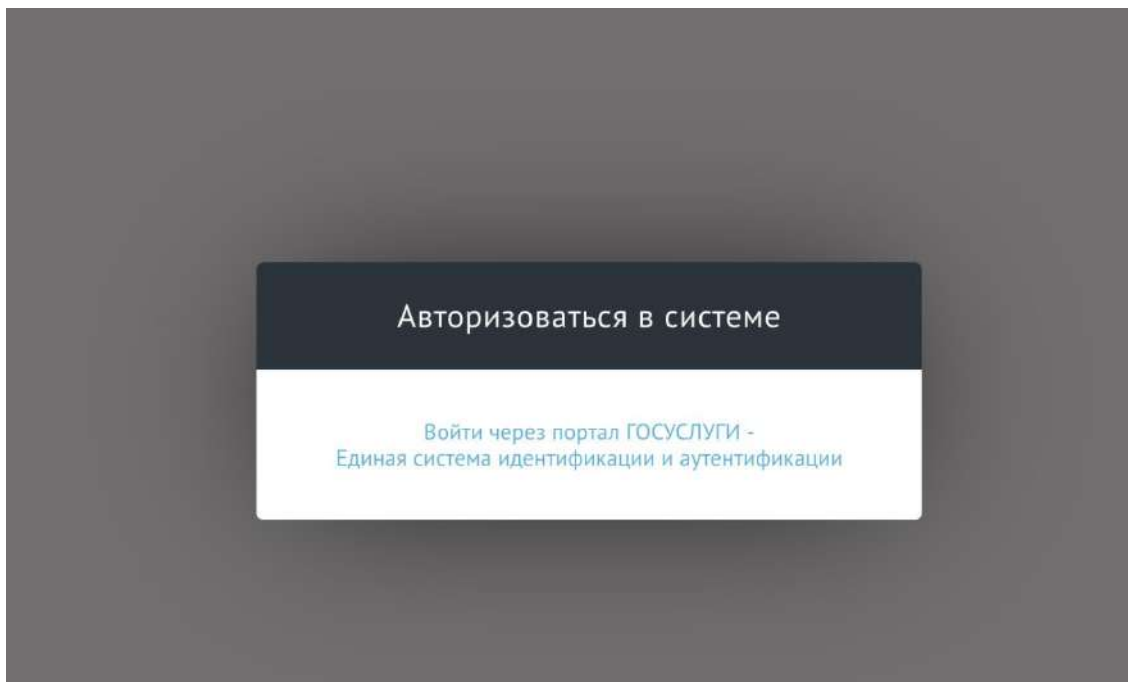 Авторизоваться в системе
Войти через портал ГОСУСЛУГИ -
Единая система идентификации и аутентификации